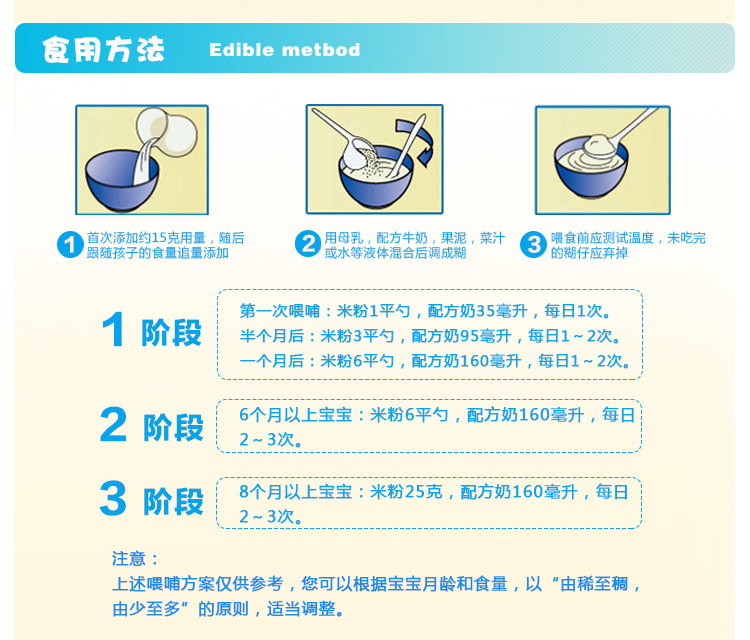 食用方法 Edible metbod
1 首次添加约15克用量，随后
跟随孩子的食量追量添加
2 用母乳，配方牛奶，果泥，菜汁
或水等液体混合后调成糊
3 喂食前应测试温度，未吃完
的糊仔应弃掉
1 阶段
第一次喂哺：米粉1平勺，配方奶35毫升，每日1次。
半个月后：米粉3平勺，配方奶95毫升，每日1～2次。
一个月后：米粉6平勺，配方奶160毫升，每日1～2次。
2 阶段
6个月以上宝宝：米粉6平勺，配方奶160毫升，每日
2～3次。
3 阶段
8个月以上宝宝：米粉25克，配方奶160毫升，每日
2～3次。
注意：
上述喂哺方案仅供参考，您可以根据宝宝月龄和食量，以“由稀至稠，
由少至多”的原则，适当调整。